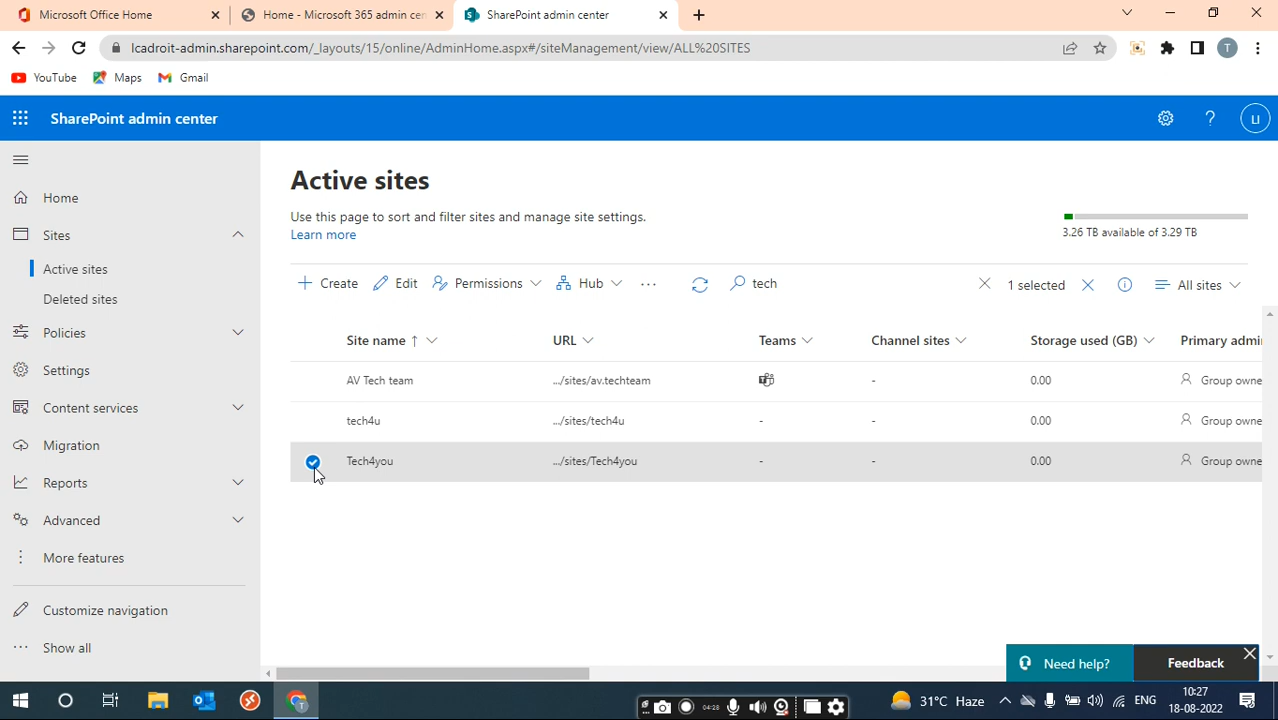 Microsoft Office Home
Home - Microsoft 365 admin cen
SharePoint admin center
lcadroit-admin.sharepoint.com/_layouts/15/online/AdminHome.aspx#/siteManagement/view/ALL%20SITES
T
YouTube
Maps
Gmail
SharePoint admin center
?
LI
Home
Sites
Active sites
Deleted sites
Policies
Settings
Content services
Migration
Reports
Advanced
More features
Customize navigation
Show all
Active sites
Use this page to sort and filter sites and manage site settings.
Learn more
3.26 TB available of 3.29 TB
Create Edit Permissions Hub ... tech 1 selected All sites
Site name ↑ URL Teams Channel sites Storage used (GB) Primary admi
AV Tech team .../sites/av.techteam - 0.00 Group owne
tech4u .../sites/tech4u - - 0.00 Group owne
Tech4you .../sites/Tech4you - - 0.00 Group owne
Need help?
Feedback
04:28
31°C Haze
ENG
10:27
18-08-2022